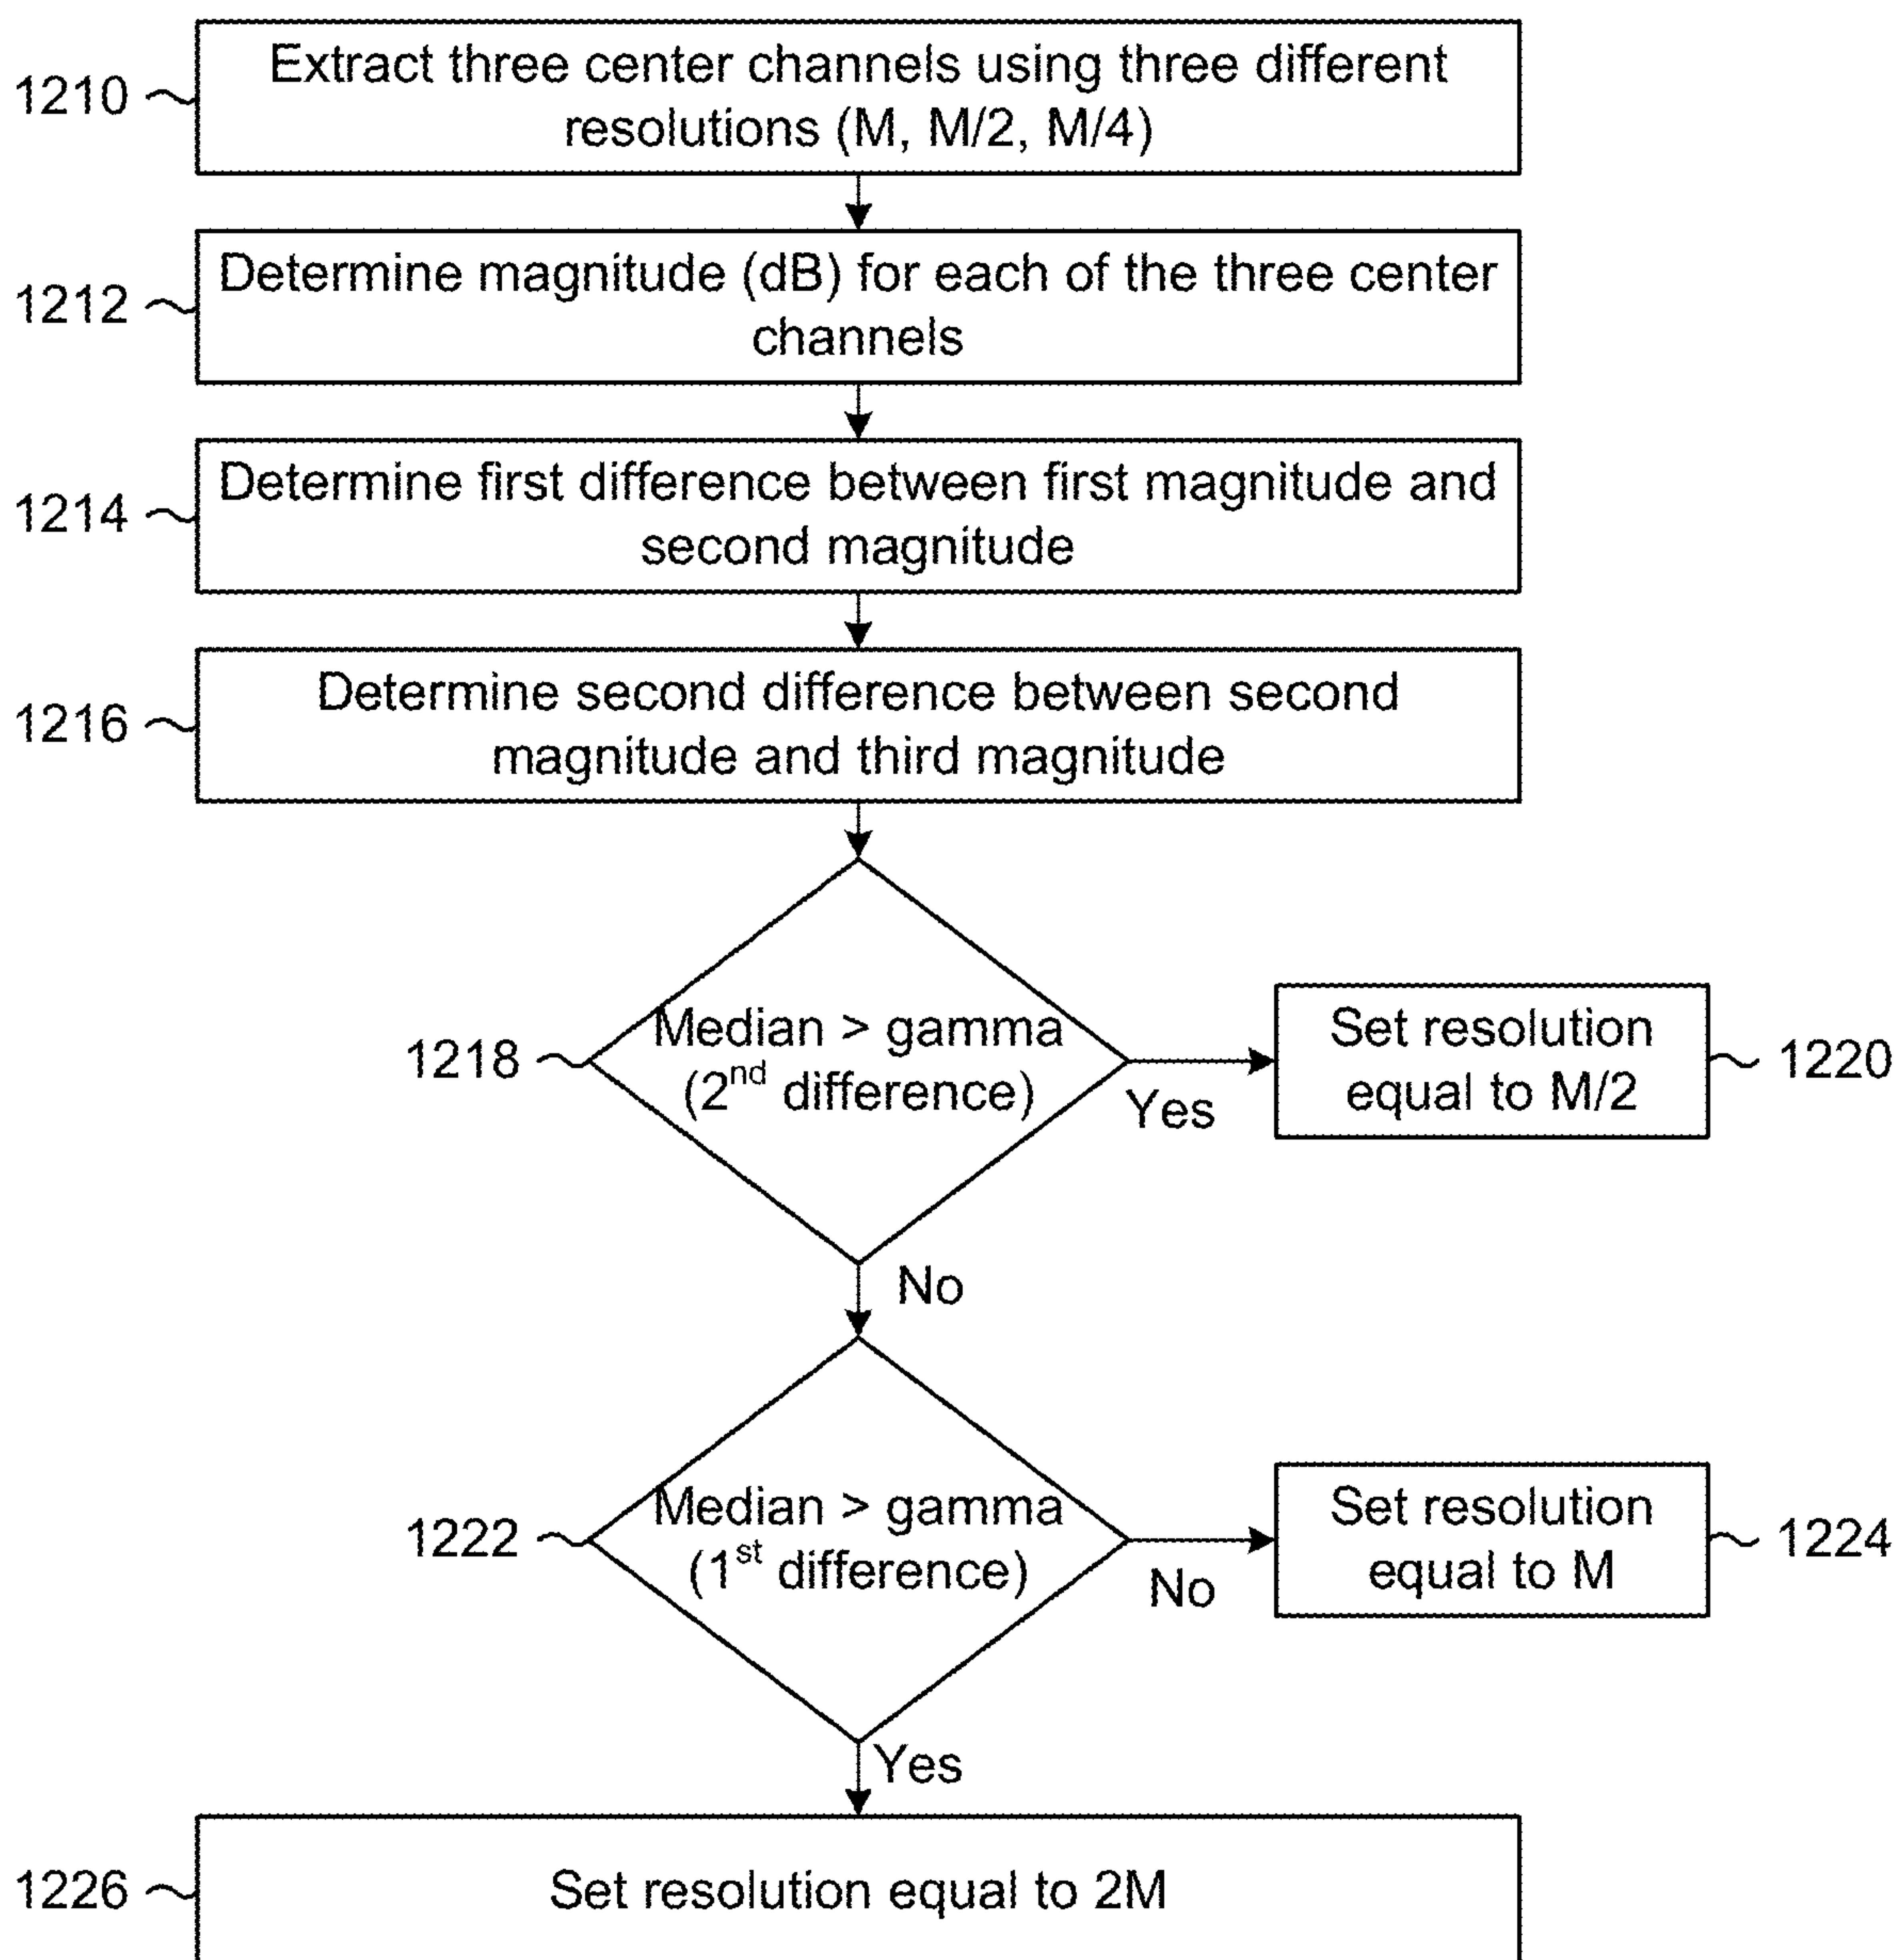 1210
Extract three center channels using three different
resolutions (M, M/2, M/4)
1212
Determine magnitude (dB) for each of the three center
channels
1214
Determine first difference between first magnitude and
second magnitude
1216
Determine second difference between second
magnitude and third magnitude
1218
Median > gamma
(2nd difference)
Yes
Set resolution
equal to M/2
1220
No
1222
Median > gamma
(1st difference)
No
Set resolution
equal to M
1224
Yes
1226
Set resolution equal to 2M